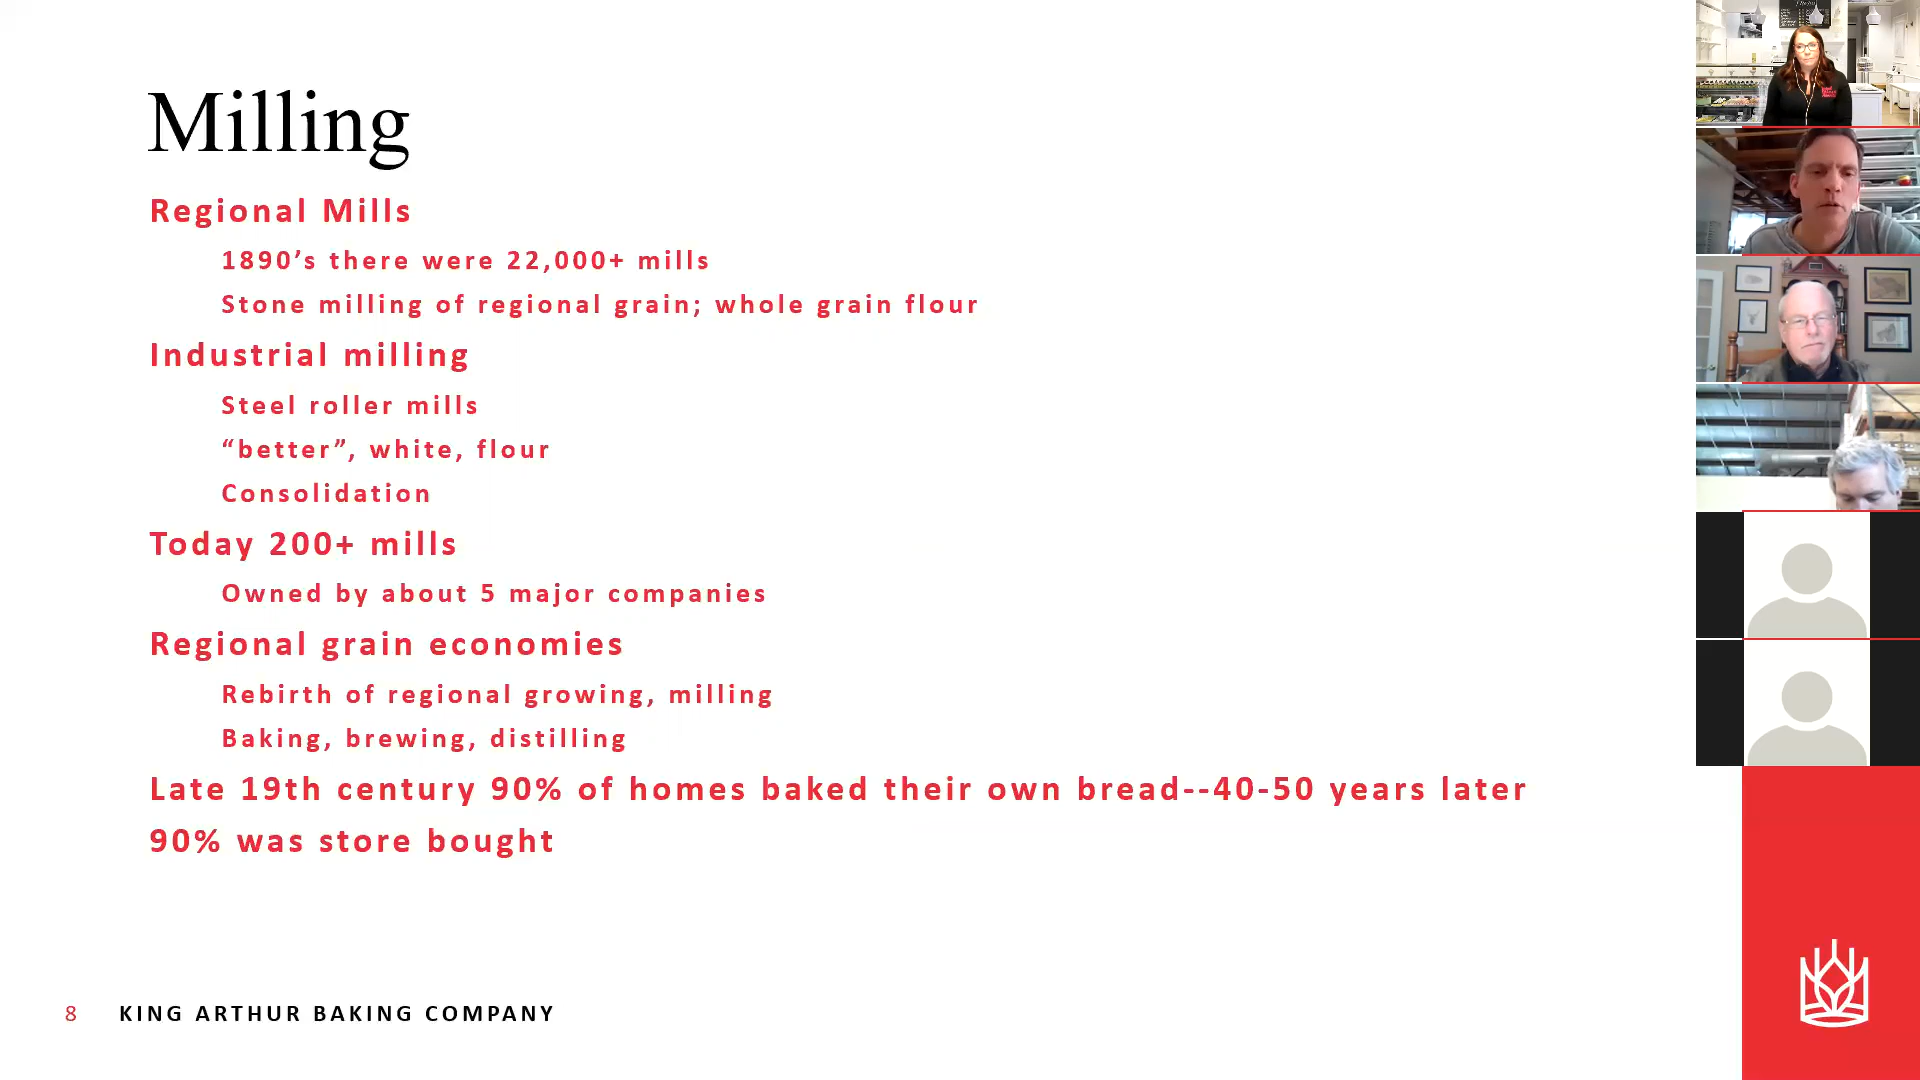 Milling
Regional Mills
1890’s there were 22,000+ mills
Stone milling of regional grain; whole grain flour
Industrial milling
Steel roller mills
“better”, white, flour
Consolidation
Today 200+ mills
Owned by about 5 major companies
Regional grain economies
Rebirth of regional growing, milling
Baking, brewing, distilling
Late 19th century 90% of homes baked their own bread--40-50 years later
90% was store bought
8 KING ARTHUR BAKING COMPANY